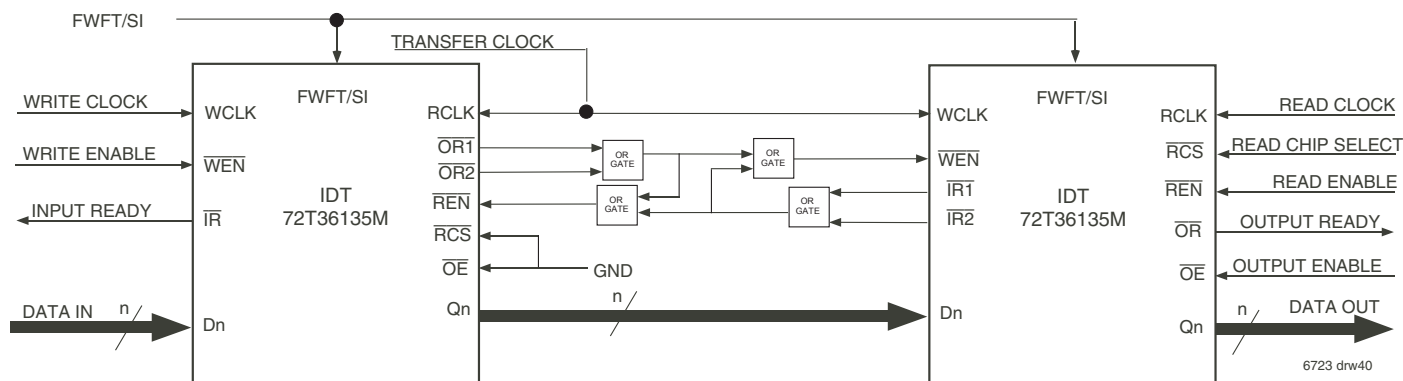 FWFT/SI
TRANSFER CLOCK
FWFT/SI
FWFT/SI
WRITE CLOCK
WCLK
RCLK
WCLK
RCLK
READ CLOCK
WRITE ENABLE
WEN
OR1
OR2
OR
GATE
OR
GATE
WEN
RCS
READ CHIP SELECT
IDT
72T36135M
REN
OR
GATE
OR
GATE
IR1
IR2
IDT
72T36135M
REN
READ ENABLE
INPUT READY
IR
RCS
OR
OUTPUT READY
OE
GND
OE
OUTPUT ENABLE
DATA IN
n
Dn
Qn
n
Dn
Qn
n
DATA OUT
6723 drw40